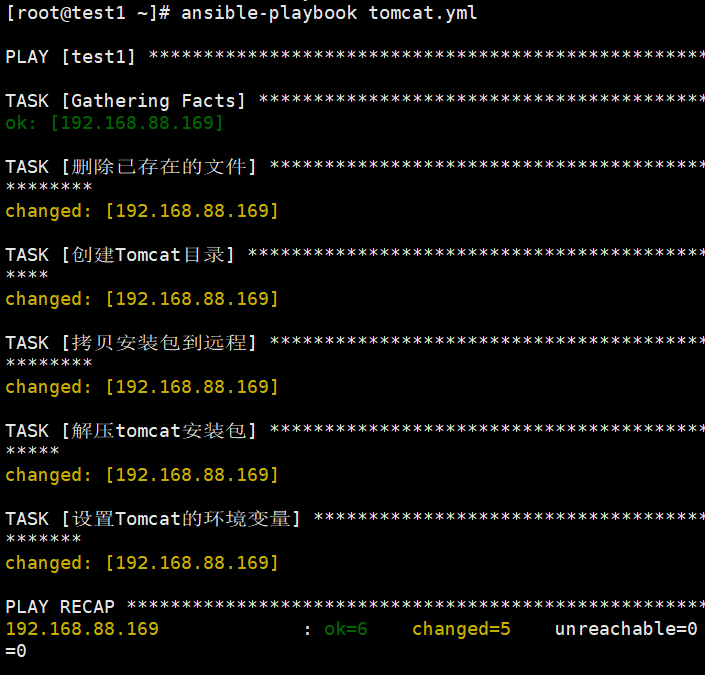 [root@test1 ~]# ansible-playbook tomcat.yml
PLAY [test1] ***************************************************
TASK [Gathering Facts] *****************************************
ok: [192.168.88.169]
TASK [删除已存在的文件] ****************************************
********
changed: [192.168.88.169]
TASK [创建Tomcat目录] ******************************************
****
changed: [192.168.88.169]
TASK [拷贝安装包到远程] ****************************************
********
changed: [192.168.88.169]
TASK [解压tomcat安装包] ****************************************
*****
changed: [192.168.88.169]
TASK [设置Tomcat的环境变量] ************************************
*******
changed: [192.168.88.169]
PLAY RECAP *****************************************************
192.168.88.169             : ok=6    changed=5    unreachable=0
=0